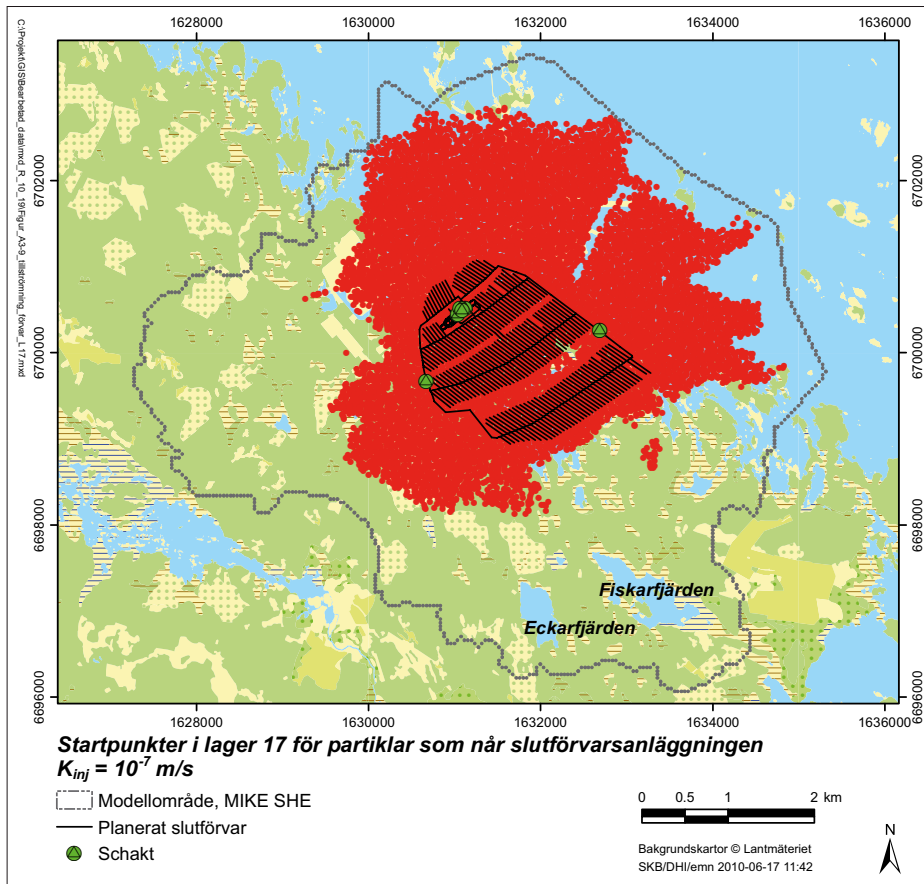 1628000
1630000
1632000
1634000
1636000
C:\Projekt\GIS\Bearbetad_data\mxd_R_10_19\Figur_A3-9_tillströmning_förvar_L17.mxd
6702000
6702000
6700000
6700000
6698000
6698000
6696000
6696000
Fiskarfjärden
Eckarfjärden
1628000
1630000
1632000
1634000
1636000
Startpunkter i lager 17 för partiklar som når slutförvarsanläggningen
K_inj = 10^-7 m/s
Modellområde, MIKE SHE
Planerat slutförvar
Schakt
0 0.5 1 2 km
Bakgrundskartor © Lantmäteriet
SKB/DHI/emn 2010-06-17 11:42
N